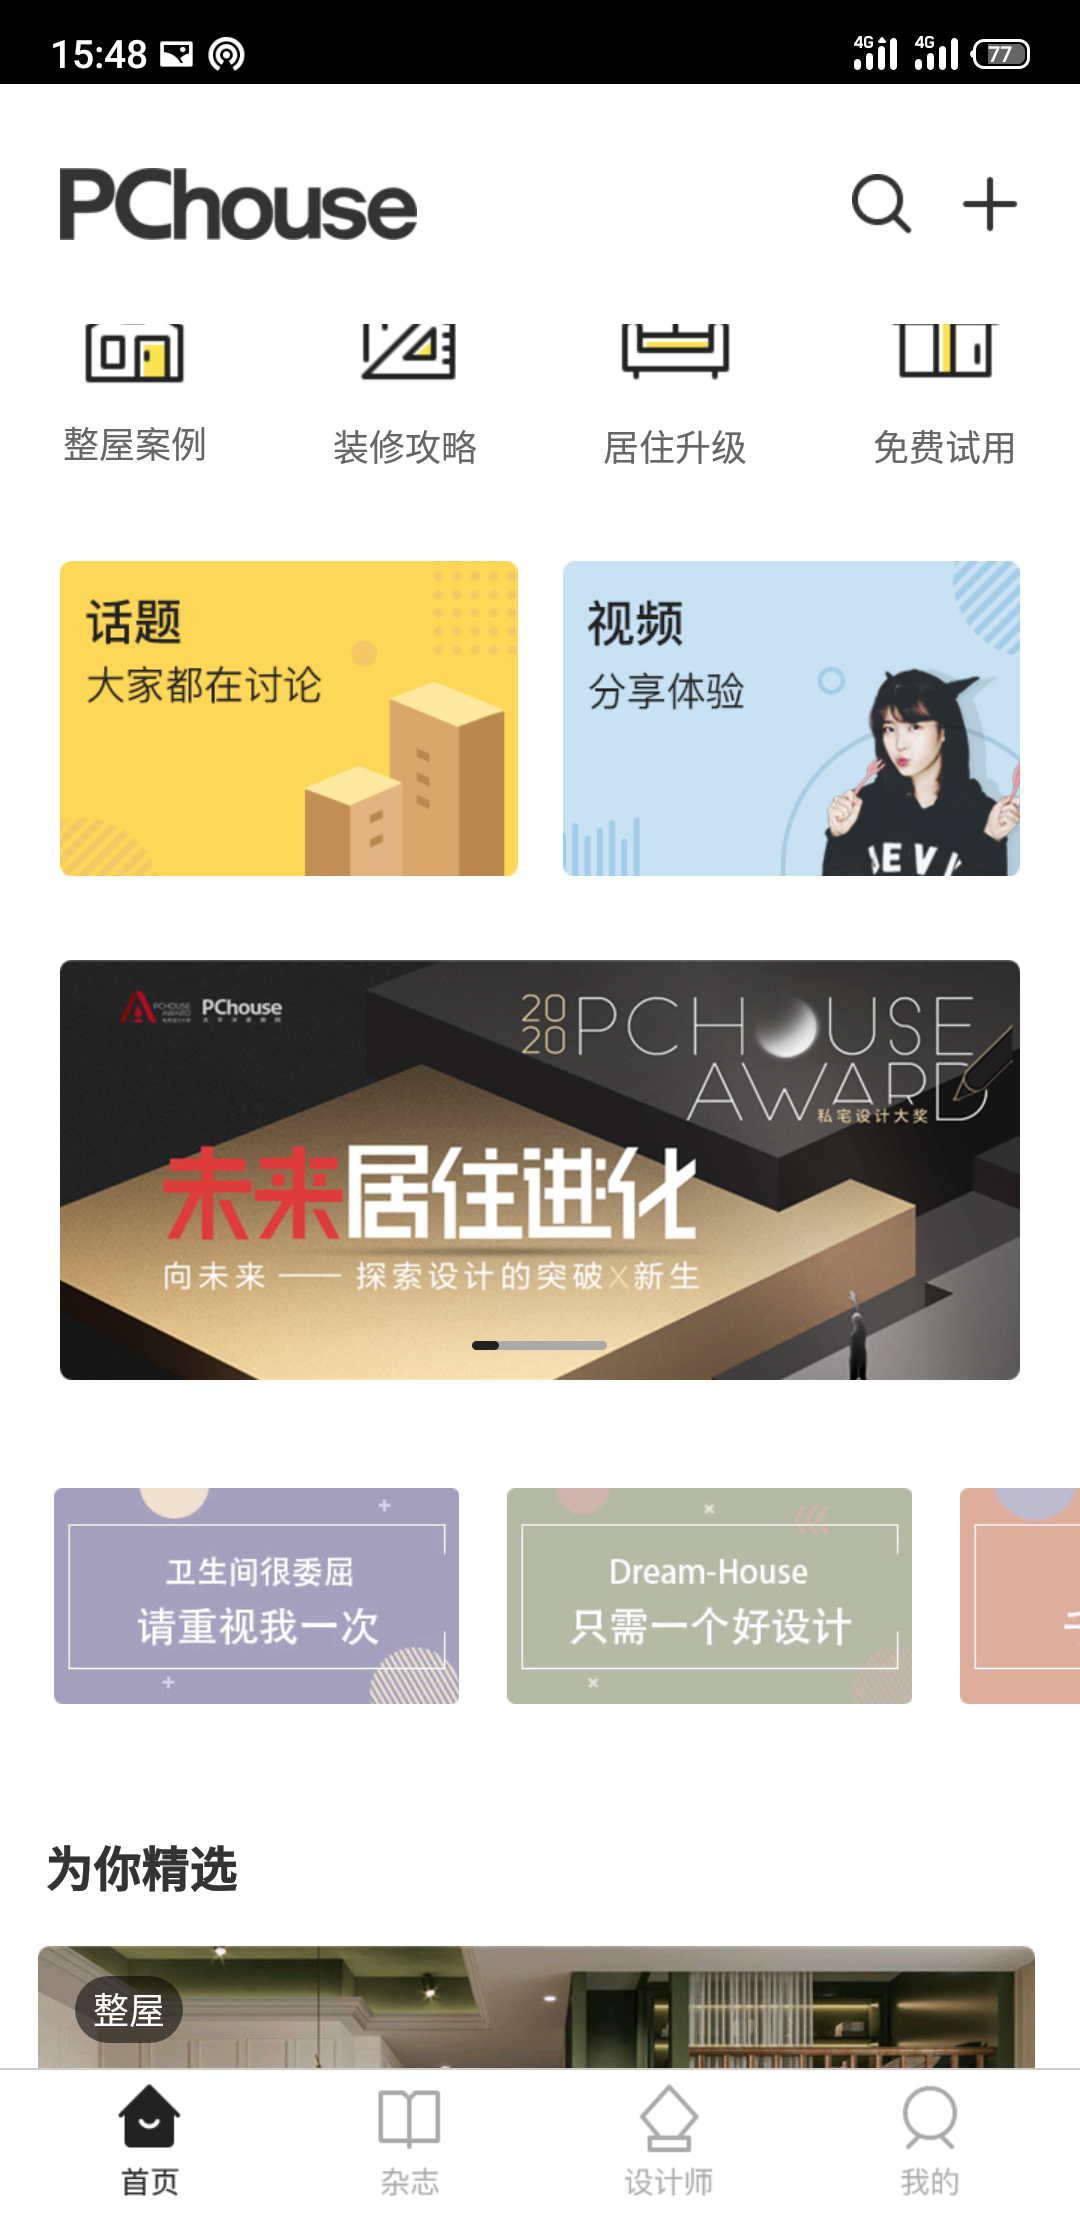 15:48
4G
4G
77
PChouse
整屋案例
装修攻略
居住升级
免费试用
话题
大家都在讨论
视频
分享体验
PCHOUSE
AWARD
PChouse
2020 PCHOUSE
AWARD
私宅设计大奖
未来居住进化
向未来 —— 探索设计的突破X新生
卫生间很委屈
请重视我一次
Dream-House
只需一个好设计
为你精选
整屋
首页
杂志
设计师
我的